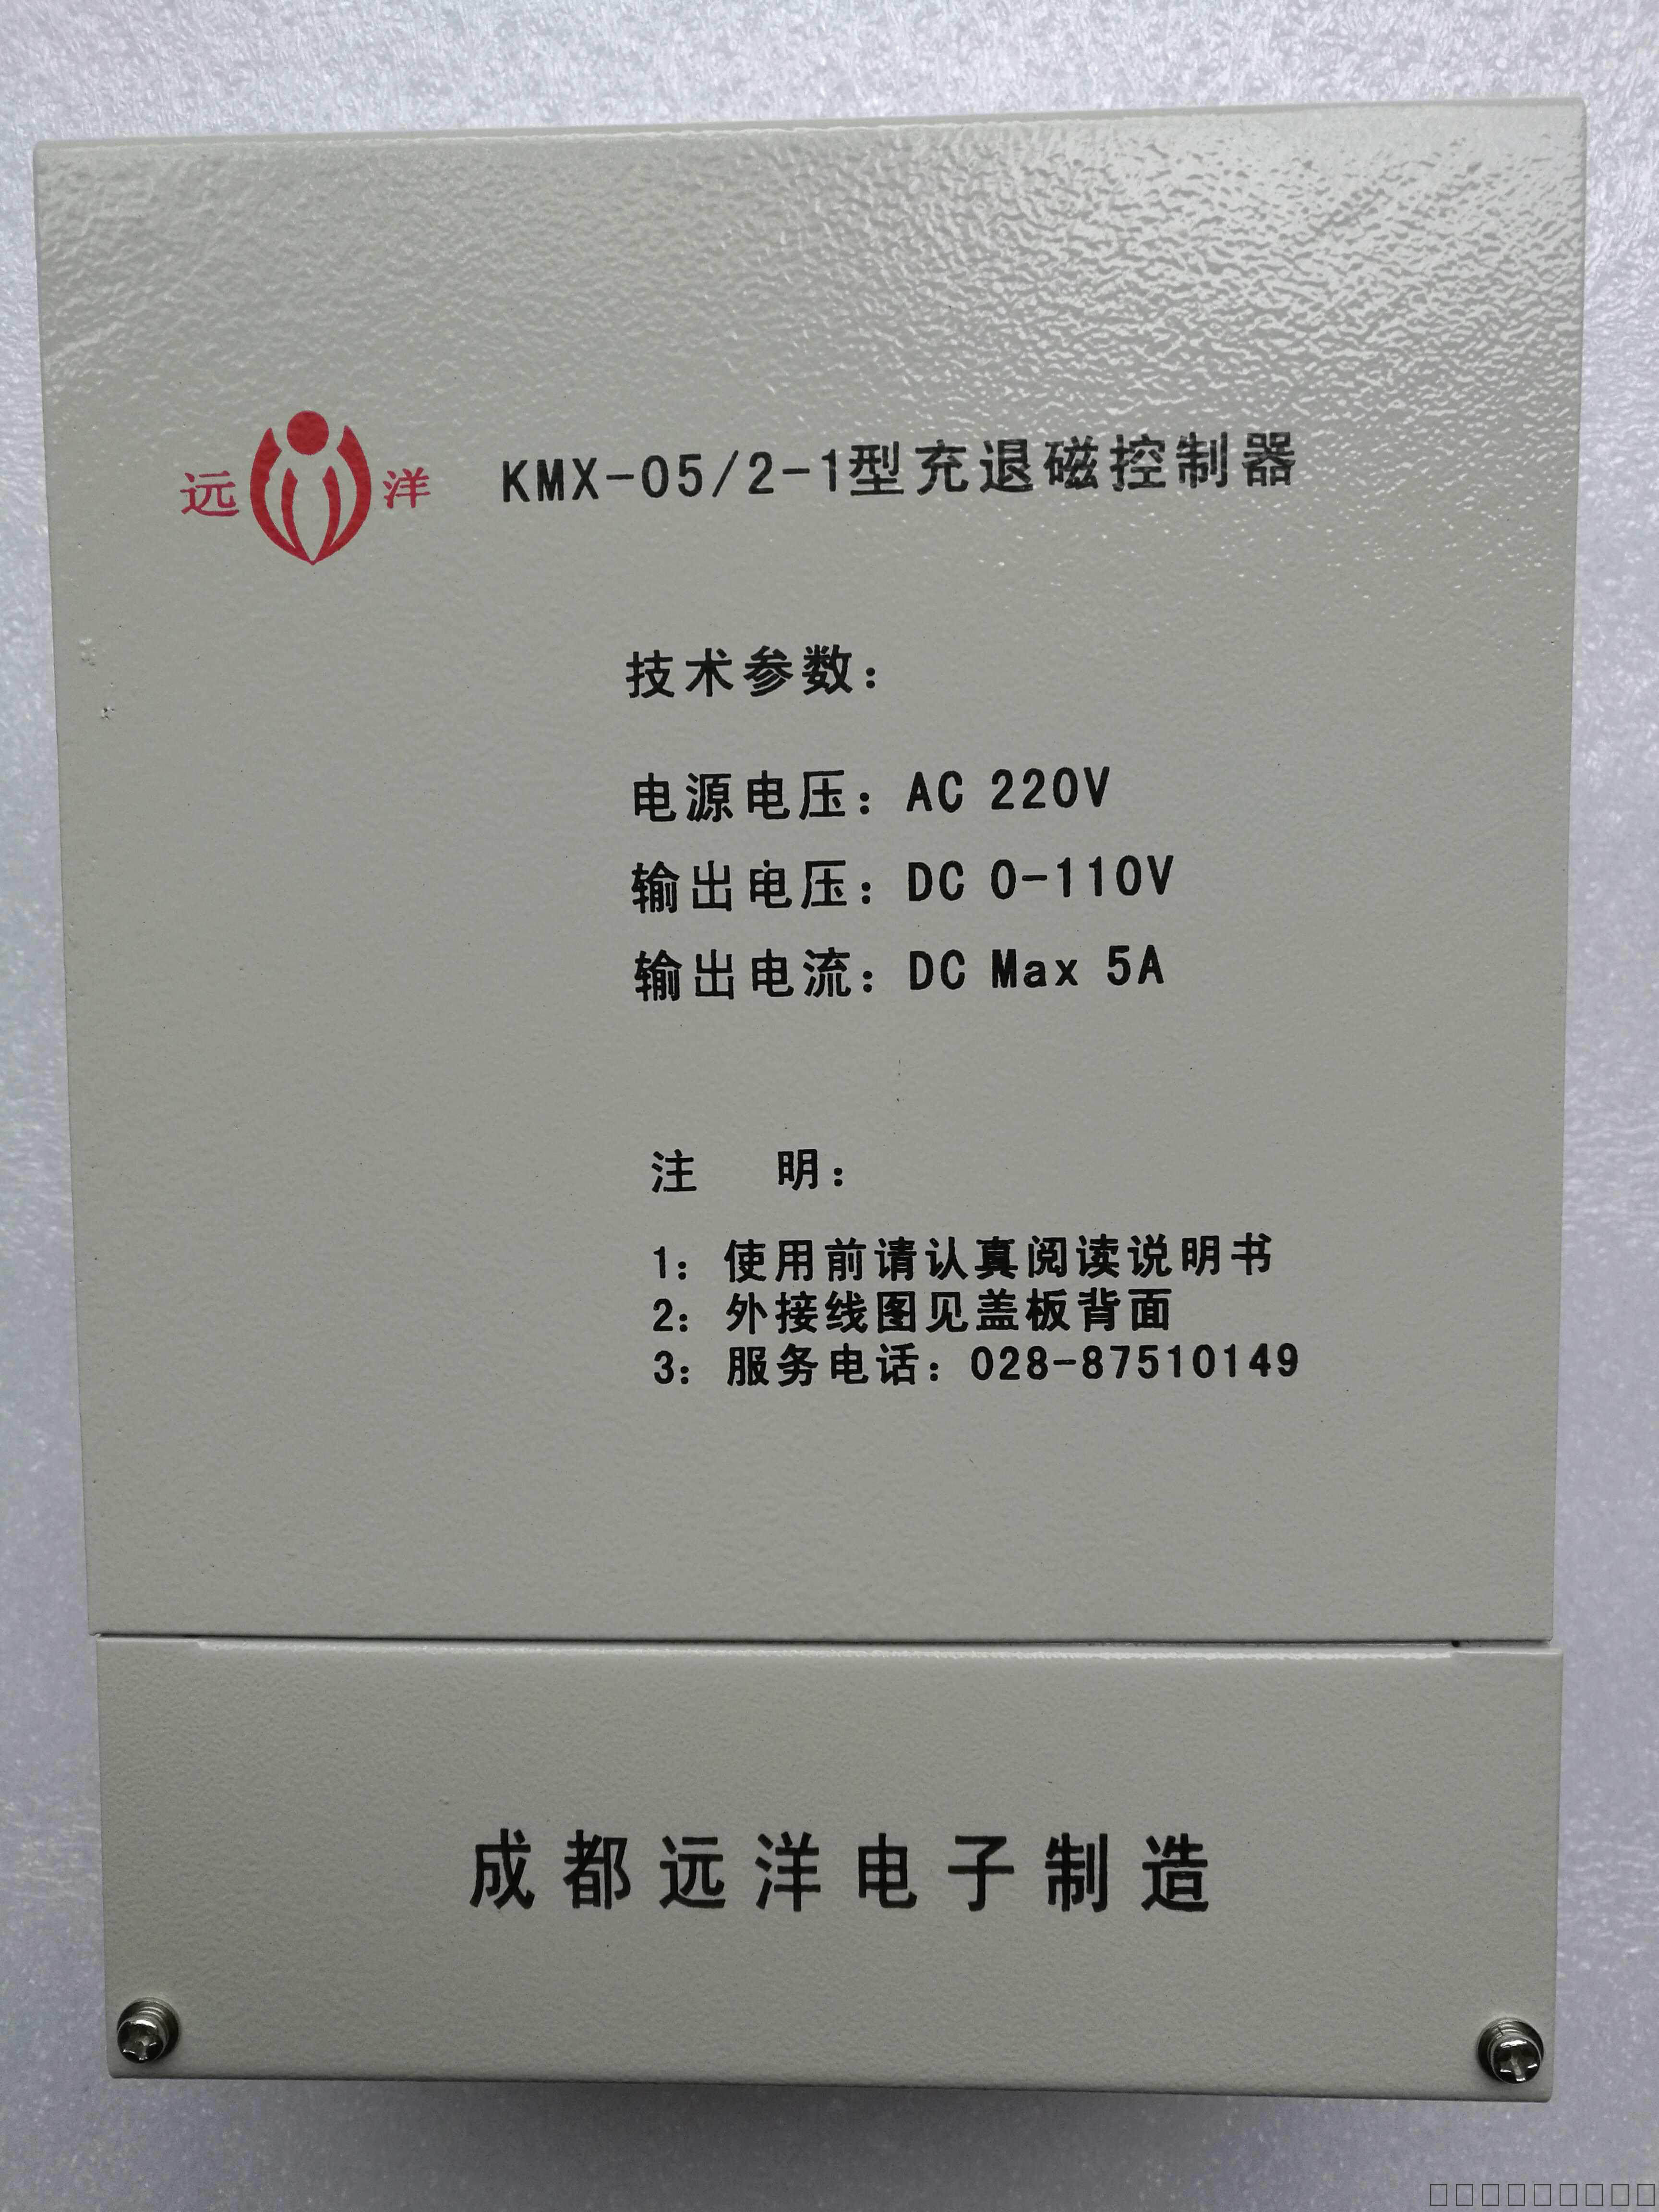 远洋 KMX-05/2-1型充退磁控制器
技术参数：
电源电压：AC 220V
输出电压：DC 0-110V
输出电流：DC Max 5A
注 明：
1：使用前请认真阅读说明书
2：外接线图见盖板背面
3：服务电话：028-87510149
成都远洋电子制造